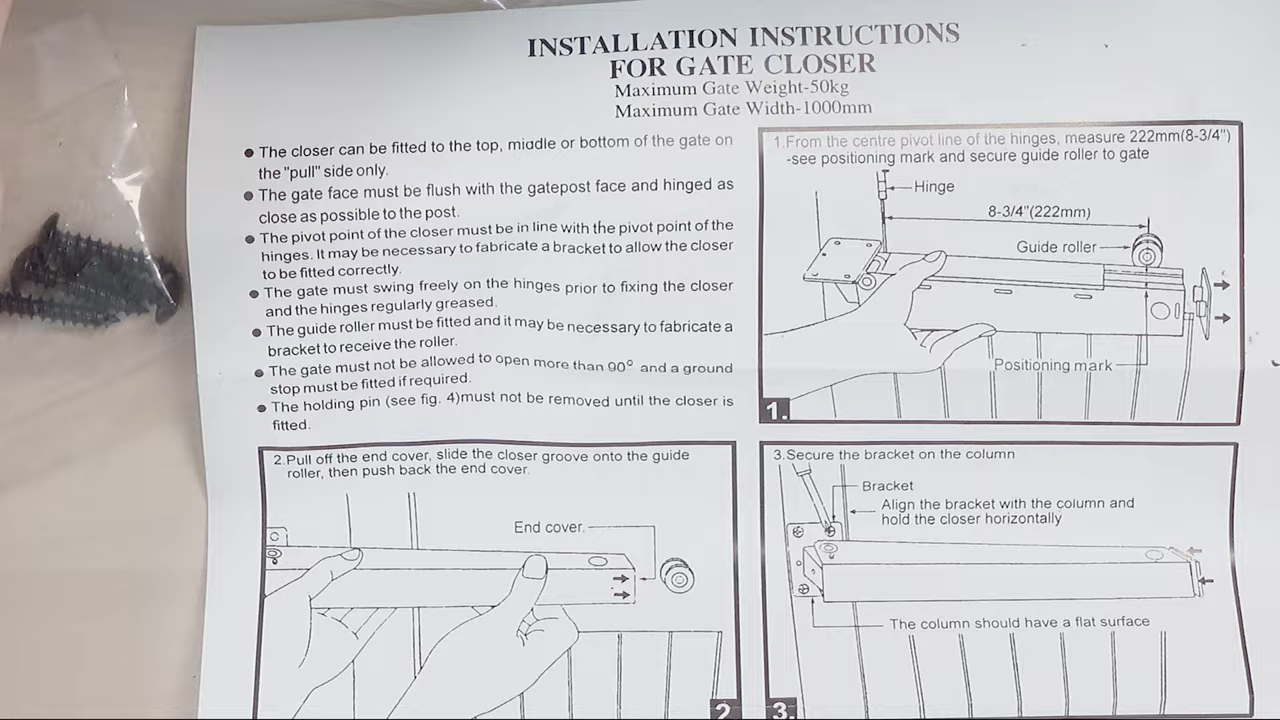 INSTALLATION INSTRUCTIONS
FOR GATE CLOSER
Maximum Gate Weight-50kg
Maximum Gate Width-1000mm
● The closer can be fitted to the top, middle or bottom of the gate on
the "pull" side only.
● The gate face must be flush with the gatepost face and hinged as
close as possible to the post.
● The pivot point of the closer must be in line with the pivot point of the
hinges. It may be necessary to fabricate a bracket to allow the closer
to be fitted correctly.
● The gate must swing freely on the hinges prior to fixing the closer
and the hinges regularly greased.
● The guide roller must be fitted and it may be necessary to fabricate a
bracket to receive the roller.
● The gate must not be allowed to open more than 90° and a ground
stop must be fitted if required.
● The holding pin (see fig. 4)must not be removed until the closer is
fitted.
1.From the centre pivot line of the hinges, measure 222mm(8-3/4")
-see positioning mark and secure guide roller to gate
Hinge
8-3/4"(222mm)
Guide roller
Positioning mark
1.
2.Pull off the end cover, slide the closer groove onto the guide
roller, then push back the end cover.
End cover
2
3.Secure the bracket on the column
Bracket
Align the bracket with the column and
hold the closer horizontally
The column should have a flat surface
3.